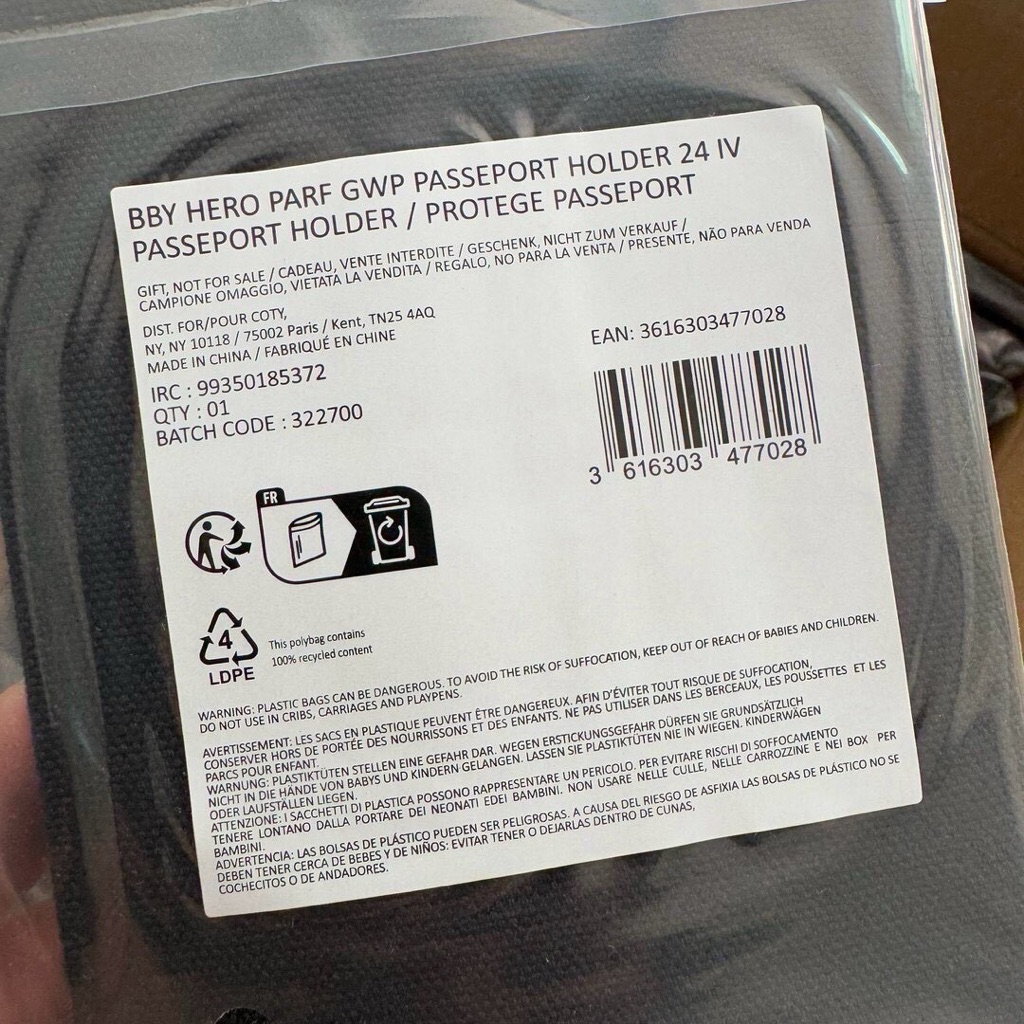 BBY HERO PARF GWP PASSEPORT HOLDER 24 IV
PASSEPORT HOLDER / PROTEGE PASSEPORT
GIFT, NOT FOR SALE / CADEAU, VENTE INTERDITE / GESCHENK, NICHT ZUM VERKAUF /
CAMPIONE OMAGGIO, VIETATA LA VENDITA / REGALO, NO PARA LA VENTA / PRESENTE, NÃO PARA VENDA
DIST. FOR/POUR COTY,
NY, NY 10118 / 75002 Paris / Kent, TN25 4AQ
MADE IN CHINA / FABRIQUÉ EN CHINE
IRC : 99350185372
QTY : 01
BATCH CODE : 322700
EAN: 3616303477028
3 616303 477028
FR
4
LDPE
This polybag contains
100% recycled content
WARNING: PLASTIC BAGS CAN BE DANGEROUS. TO AVOID THE RISK OF SUFFOCATION, KEEP OUT OF REACH OF BABIES AND CHILDREN.
DO NOT USE IN CRIBS, CARRIAGES AND PLAYPENS.
AVERTISSEMENT: LES SACS EN PLASTIQUE PEUVENT ÊTRE DANGEREUX. AFIN D'ÉVITER TOUT RISQUE DE SUFFOCATION,
CONSERVER HORS DE PORTÉE DES NOURRISSONS ET DES ENFANTS. NE PAS UTILISER DANS LES BERCEAUX, LES POUSSETTES ET LES
PARCS POUR ENFANT.
WARNUNG: PLASTIKTÜTEN STELLEN EINE GEFAHR DAR. WEGEN ERSTICKUNGSGEFAHR DÜRFEN SIE GRUNDSÄTZLICH
NICHT IN DIE HÄNDE VON BABYS UND KINDERN GELANGEN. LASSEN SIE PLASTIKTÜTEN NIE IN WIEGEN. KINDERWÄGEN
ODER LAUFSTÄLLEN LIEGEN.
ATTENZIONE: I SACCHETTI DI PLASTICA POSSONO RAPPRESENTARE UN PERICOLO. PER EVITARE RISCHI DI SOFFOCAMENTO
TENERE LONTANO DALLA PORTARE DEI NEONATI EDEI BAMBINI. NON USARE NELLE CULLE, NELLE CARROZZINE E NEI BOX PER
BAMBINI.
ADVERTENCIA: LAS BOLSAS DE PLÁSTICO PUEDEN SER PELIGROSAS. A CAUSA DEL RIESGO DE ASFIXIA LAS BOLSAS DE PLÁSTICO NO SE
DEBEN TENER CERCA DE BEBES Y DE NIÑOS: EVITAR TENER O DEJARLAS DENTRO DE CUNAS,
COCHECITOS O DE ANDADORES.